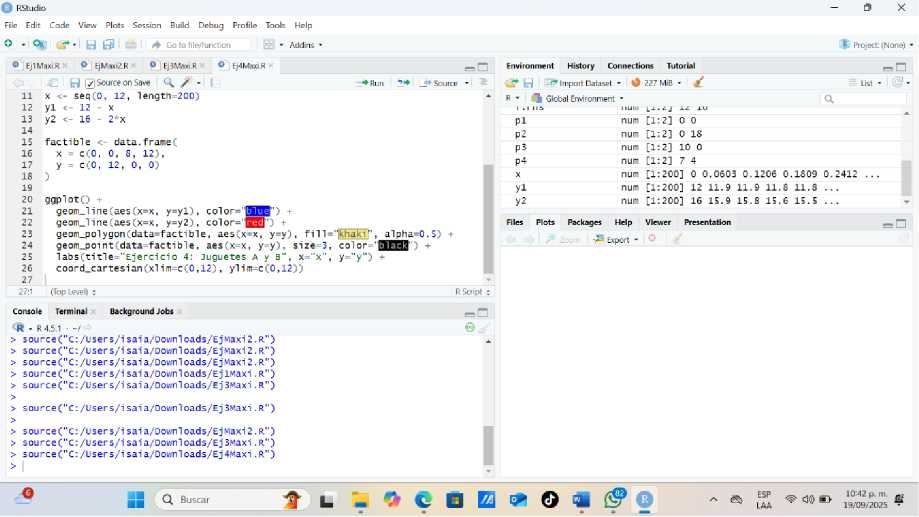 RStudio
File Edit Code View Plots Session Build Debug Profile Tools Help
Go to file/function
Addins
Project: (None)
Ej1Maxi.R
EjMaxi2.R
Ej3Maxi.R
Ej4Maxi.R
Source on Save
Run
Source
11 x <- seq(0, 12, length=200)
12 y1 <- 12 - x
13 y2 <- 16 - 2*x
14
15 factible <- data.frame(
16 x = c(0, 0, 8, 12),
17 y = c(0, 12, 0, 0)
18 )
19
20 ggplot() +
21 geom_line(aes(x=x, y=y1), color="blue") +
22 geom_line(aes(x=x, y=y2), color="red") +
23 geom_polygon(data=factible, aes(x=x, y=y), fill="khaki", alpha=0.5) +
24 geom_point(data=factible, aes(x=x, y=y), size=3, color="black") +
25 labs(title="Ejercicio 4: Juguetes A y B", x="x", y="y") +
26 coord_cartesian(xlim=c(0,12), ylim=c(0,12))
27
27:1 (Top Level) R Script
Console Terminal Background Jobs
R 4.5.1 · ~/
> source("C:/Users/isaia/Downloads/EjMaxi2.R")
> source("C:/Users/isaia/Downloads/EjMaxi2.R")
> source("C:/Users/isaia/Downloads/EjMaxi2.R")
> source("C:/Users/isaia/Downloads/Ej1Maxi.R")
> source("C:/Users/isaia/Downloads/Ej3Maxi.R")
>
> source("C:/Users/isaia/Downloads/Ej3Maxi.R")
>
> source("C:/Users/isaia/Downloads/EjMaxi2.R")
> source("C:/Users/isaia/Downloads/Ej3Maxi.R")
> source("C:/Users/isaia/Downloads/Ej4Maxi.R")
>
Environment History Connections Tutorial
Import Dataset 227 MiB List
R Global Environment
num [1:2] 12 16
p1 num [1:2] 0 0
p2 num [1:2] 0 18
p3 num [1:2] 10 0
p4 num [1:2] 7 4
x num [1:200] 0 0.0603 0.1206 0.1809 0.2412 ...
y1 num [1:200] 12 11.9 11.9 11.8 11.8 ...
y2 num [1:200] 16 15.9 15.8 15.6 15.5 ...
Files Plots Packages Help Viewer Presentation
Zoom Export
6
Buscar
82
ESP
LAA
10:42 p. m.
19/09/2025